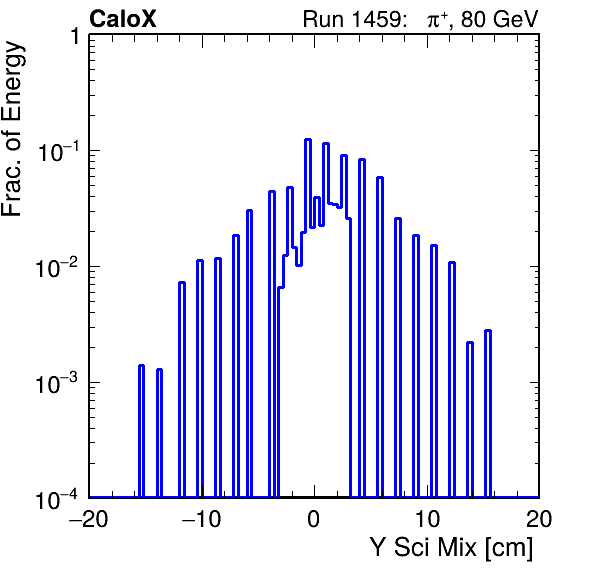 CaloX Run 1459: π⁺, 80 GeV
Frac. of Energy
1
10⁻¹
10⁻²
10⁻³
10⁻⁴
−20 −10 0 10 20
Y Sci Mix [cm]